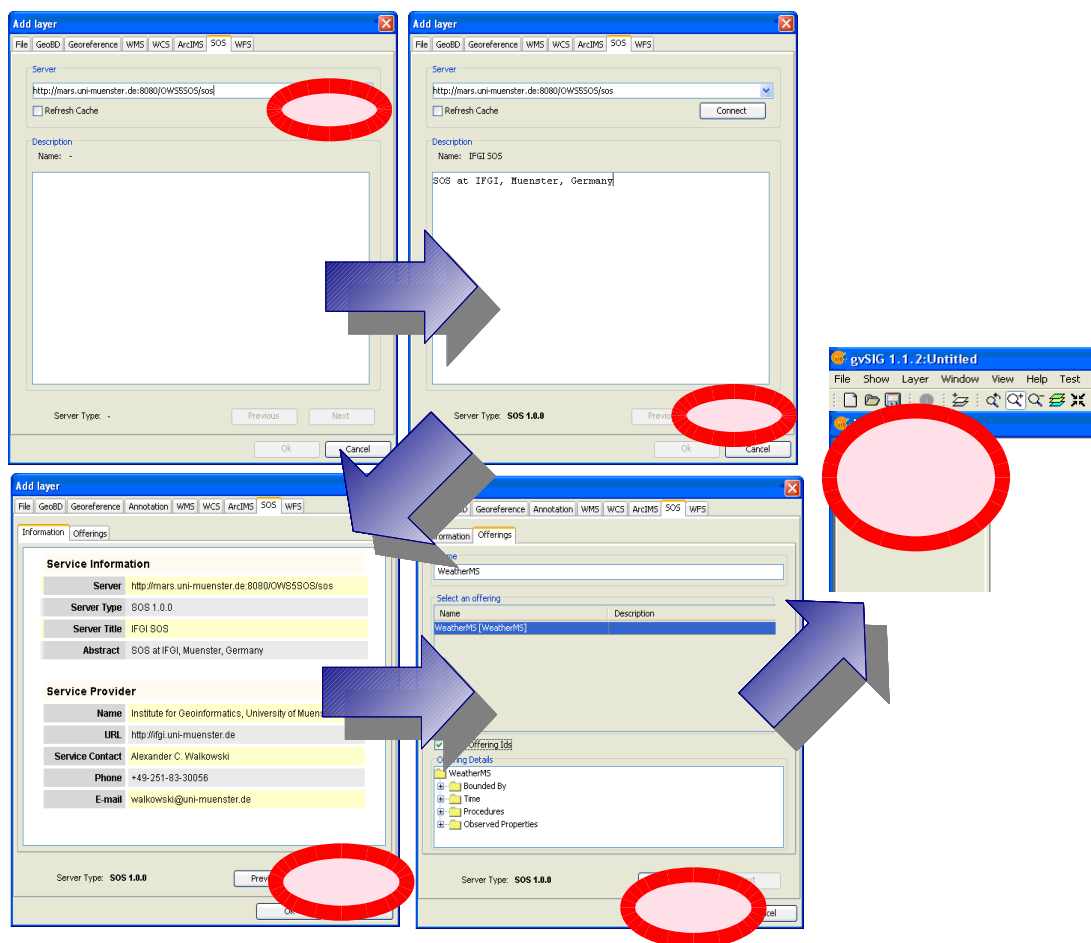 Add layer
File GeoBD Georeference WMS WCS ArcIMS SOS WFS
Server
http://mars.uni-muenster.de:8080/OWS5SOS/sos
Refresh Cache
Description
Name: -
Server Type: -
Previous Next
Ok Cancel
Add layer
File GeoBD Georeference WMS WCS ArcIMS SOS WFS
Server
http://mars.uni-muenster.de:8080/OWS5SOS/sos
Refresh Cache
Connect
Description
Name: IFGI SOS
SOS at IFGI, Muenster, Germany
Server Type: SOS 1.0.0
Ok Cancel
gvSIG 1.1.2:Untitled
File Show Layer Window View Help Test
Add layer
File GeoBD Georeference Annotation WMS WCS ArcIMS SOS WFS
Information Offerings
Service Information
Server http://mars.uni-muenster.de:8080/OWS5SOS/sos
Server Type SOS 1.0.0
Server Title IFGI SOS
Abstract SOS at IFGI, Muenster, Germany
Service Provider
Name Institute for Geoinformatics, University of
URL http://ifgi.uni-muenster.de
Service Contact Alexander C. Walkowski
Phone +49-251-83-30056
E-mail walkowski@uni-muenster.de
Server Type: SOS 1.0.0
Georeference Annotation WMS WCS ArcIMS SOS WFS
Offerings
WeatherMS
Select an offering
Name Description
WeatherMS [WeatherMS]
Offering Ids
Details
WeatherMS
Bounded By
Time
Procedures
Observed Properties
Server Type: SOS 1.0.0